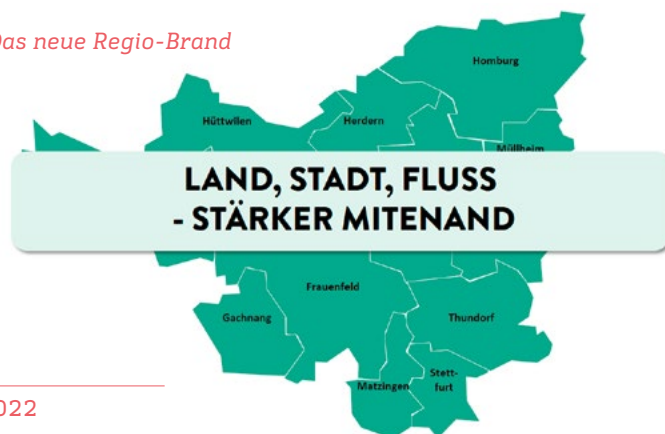 Das neue Regio-Brand
Homburg
Hüttwilen
Herdern
Müllheim
LAND, STADT, FLUSS
- STÄRKER MITENAND
Frauenfeld
Gachnang
Thundorf
Matzingen
Stett-
furt
022